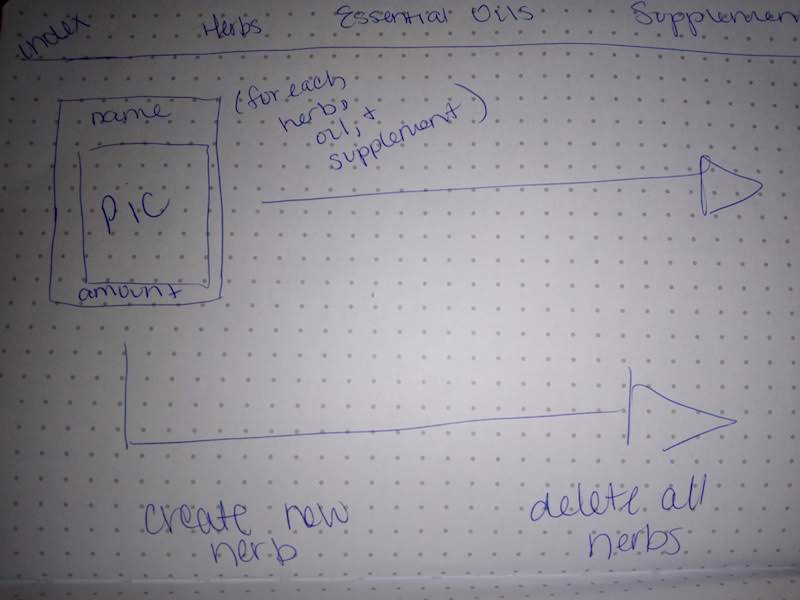 index Herbs Essential Oils Supplemen
name
(for each
herb,
oil, +
supplement)
PIC
amount
create new
herb
delete all
herbs